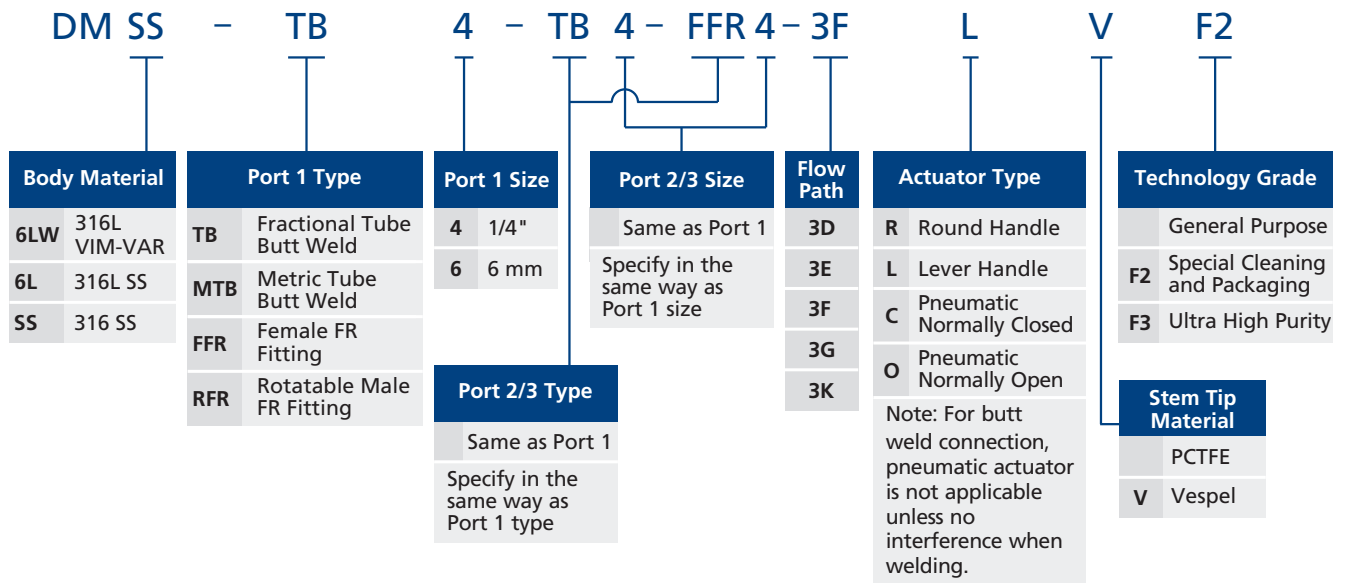 DM SS - TB 4 - TB 4 - FFR 4 - 3F L V F2
Body Material
6LW 316L
VIM-VAR
6L 316L SS
SS 316 SS
Port 1 Type
TB Fractional Tube
Butt Weld
MTB Metric Tube
Butt Weld
FFR Female FR
Fitting
RFR Rotatable Male
FR Fitting
Port 1 Size
4 1/4"
6 6 mm
Port 2/3 Type
Same as Port 1
Specify in the
same way as
Port 1 type
Port 2/3 Size
Same as Port 1
Specify in the
same way as
Port 1 size
Flow
Path
3D
3E
3F
3G
3K
Actuator Type
R Round Handle
L Lever Handle
C Pneumatic
Normally Closed
O Pneumatic
Normally Open
Note: For butt
weld connection,
pneumatic actuator
is not applicable
unless no
interference when
welding.
Technology Grade
General Purpose
F2 Special Cleaning
and Packaging
F3 Ultra High Purity
Stem Tip
Material
PCTFE
V Vespel